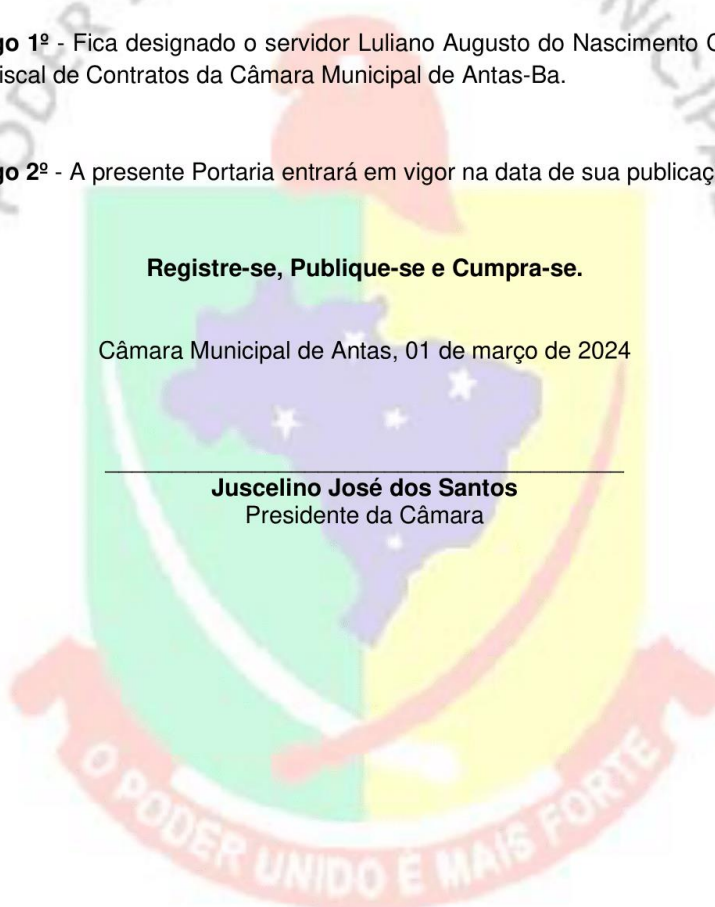 go 1º - Fica designado o servidor Luliano Augusto do Nascimento
iscal de Contratos da Câmara Municipal de Antas-Ba.
go 2º - A presente Portaria entrará em vigor na data de sua publicaç
Registre-se, Publique-se e Cumpra-se.
Câmara Municipal de Antas, 01 de março de 2024
Juscelino José dos Santos
Presidente da Câmara
O PODER UNIDO É MAIS FORTE
PODER